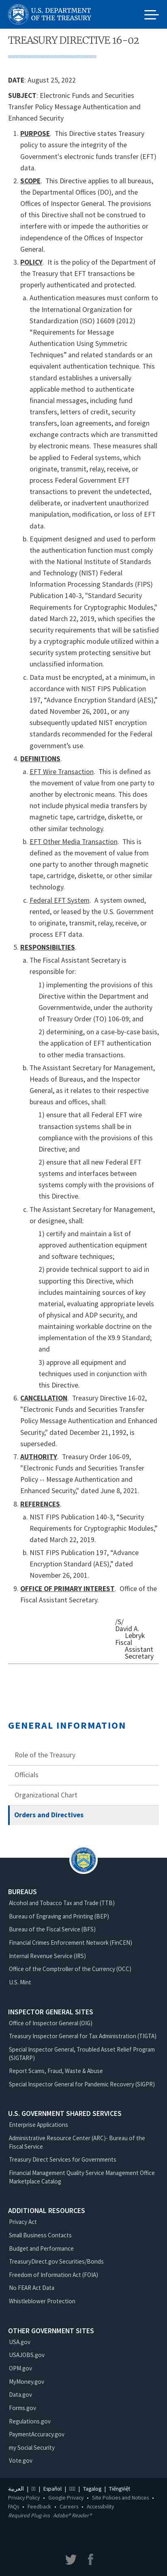 U.S. DEPARTMENT
OF THE TREASURY
TREASURY DIRECTIVE 16-02
DATE: August 25, 2022
SUBJECT: Electronic Funds and Securities
Transfer Policy Message Authentication and
Enhanced Security
1. PURPOSE. This Directive states Treasury
policy to assure the integrity of the
Department's electronic funds transfer (EFT)
data.
2. SCOPE. This Directive applies to all bureaus,
the Departmental Offices (DO), and the
Offices of Inspector General. The provision
of this Directive shall not be construed to
interfere with or impede the authorities or
independence of the Offices of Inspector
General.
3. POLICY. It is the policy of the Department of
the Treasury that EFT transactions be
properly authenticated and protected.
a. Authentication measures must conform to
the International Organization for
Standardization (ISO) 16609 (2012)
“Requirements for Message
Authentication Using Symmetric
Techniques” and related standards or an
equivalent authentication technique. This
standard requires that a universally
applicable method of authenticating
financial messages, including fund
transfers, letters of credit, security
transfers, loan agreements, and foreign
exchange contracts which are transmitted
by electronic means. These measures shall
be applied to Federal entities, which
originate, transmit, relay, receive, or
process Federal Government EFT
transactions to prevent the undetected,
deliberate, or inadvertent unauthorized
manipulation, modification, or loss of EFT
data.
b. Equipment designed and used to perform
EFT will comply with the National Institute
of Standards and Technology (NIST) Federal
Information Processing Standards (FIPS)
Publication 140-3, "Security Requirements for
Cryptographic Modules,"
dated March 22, 2019, which specifies the
security requirements that will be satisfied
by a cryptographic module utilized within a
security system protecting sensitive but
unclassified information.
c. Data must be encrypted, at a minimum, in
accordance with NIST FIPS Publication
197, “Advance Encryption Standard (AES),”
dated November 26, 2001, or any
subsequently updated NIST encryption
standards recommended for the Federal
government’s use.
4. DEFINITIONS.
a. EFT Wire Transaction. This is defined as
the movement of value from one party to
another by electronic means. This
excludes movement also made transfers by
magnetic tape, cartridge, diskette, or
other similar technology.
b. EFT Other Media Transaction. This is
defined as the movement of value from
one party to another through magnetic
tape, cartridge, diskette, or other similar
technology.
c. Federal EFT System. A system owned,
rented, or leased by the U.S. Government
to originate, transmit, relay, receive, or
process EFT data.
5. RESPONSIBILTIES.
a. The Fiscal Assistant Secretary is
responsible for:
1) implementing the provisions of this
Directive within the Department and
Governmentwide, under the authority
of Treasury Order (TO) 106-09; and
2) determining, on a case-by-case basis,
the application of EFT authentication
to other media transactions.
b. The Assistant Secretary for Management,
Heads of Bureaus, and the Inspector
General, as it relates to their respective
bureaus and offices, shall:
1) ensure that all Federal EFT wire
transaction systems shall be in
compliance with the provisions of this
Directive; and
2) ensure that all new Federal EFT
systems and interfaces between
systems comply with the provisions of
this Directive.
c. The Assistant Secretary for Management,
or designee, shall:
1) certify and maintain a list of
approved authentication equipment
and software techniques;
2) provide technical support to aid in
supporting this Directive, which
includes maintaining overall
knowledge, evaluating all levels of
physical and ADP security, and
maintaining workable doctrine on the
implementation of the X9.9 Standard;
and
3) approve all equipment and
techniques used in conjunction with
this Directive.
6. CANCELLATION. Treasury Directive 16-02,
"Electronic Funds and Securities Transfer
Policy Message Authentication and Enhanced
Security," dated December 21, 1992, is
superseded.
7. AUTHORITY. Treasury Order 106-09,
"Electronic Funds and Securities Transfer
Policy -- Message Authentication and
Enhanced Security," dated June 8, 2021.
8. REFERENCES.
a. NIST FIPS Publication 140-3, “Security
Requirements for Cryptographic Modules,”
dated March 22, 2019.
b. NIST FIPS Publication 197, “Advance
Encryption Standard (AES),” dated
November 26, 2001.
9. OFFICE OF PRIMARY INTEREST. Office of the
Fiscal Assistant Secretary.
/S/
David A.
Lebryk
Fiscal
Assistant
Secretary
GENERAL INFORMATION
Role of the Treasury
Officials
Organizational Chart
Orders and Directives
BUREAUS
Alcohol and Tobacco Tax and Trade (TTB)
Bureau of Engraving and Printing (BEP)
Bureau of the Fiscal Service (BFS)
Financial Crimes Enforcement Network (FinCEN)
Internal Revenue Service (IRS)
Office of the Comptroller of the Currency (OCC)
U.S. Mint
INSPECTOR GENERAL SITES
Office of Inspector General (OIG)
Treasury Inspector General for Tax Administration (TIGTA)
Special Inspector General, Troubled Asset Relief Program
(SIGTARP)
Report Scams, Fraud, Waste & Abuse
Special Inspector General for Pandemic Recovery (SIGPR)
U.S. GOVERNMENT SHARED SERVICES
Enterprise Applications
Administrative Resource Center (ARC)- Bureau of the
Fiscal Service
Treasury Direct Services for Governments
Financial Management Quality Service Management Office
Marketplace Catalog
ADDITIONAL RESOURCES
Privacy Act
Small Business Contacts
Budget and Performance
TreasuryDirect.gov Securities/Bonds
Freedom of Information Act (FOIA)
No FEAR Act Data
Whistleblower Protection
OTHER GOVERNMENT SITES
USA.gov
USAJOBS.gov
OPM.gov
MyMoney.gov
Data.gov
Forms.gov
Regulations.gov
PaymentAccuracy.gov
my Social Security
Vote.gov
العربية | | Español | | Tagalog | TiếngViệt
Privacy Policy • Google Privacy • Site Policies and Notices •
FAQs • Feedback • Careers • Accessibility
Required Plug-ins: Adobe® Reader®